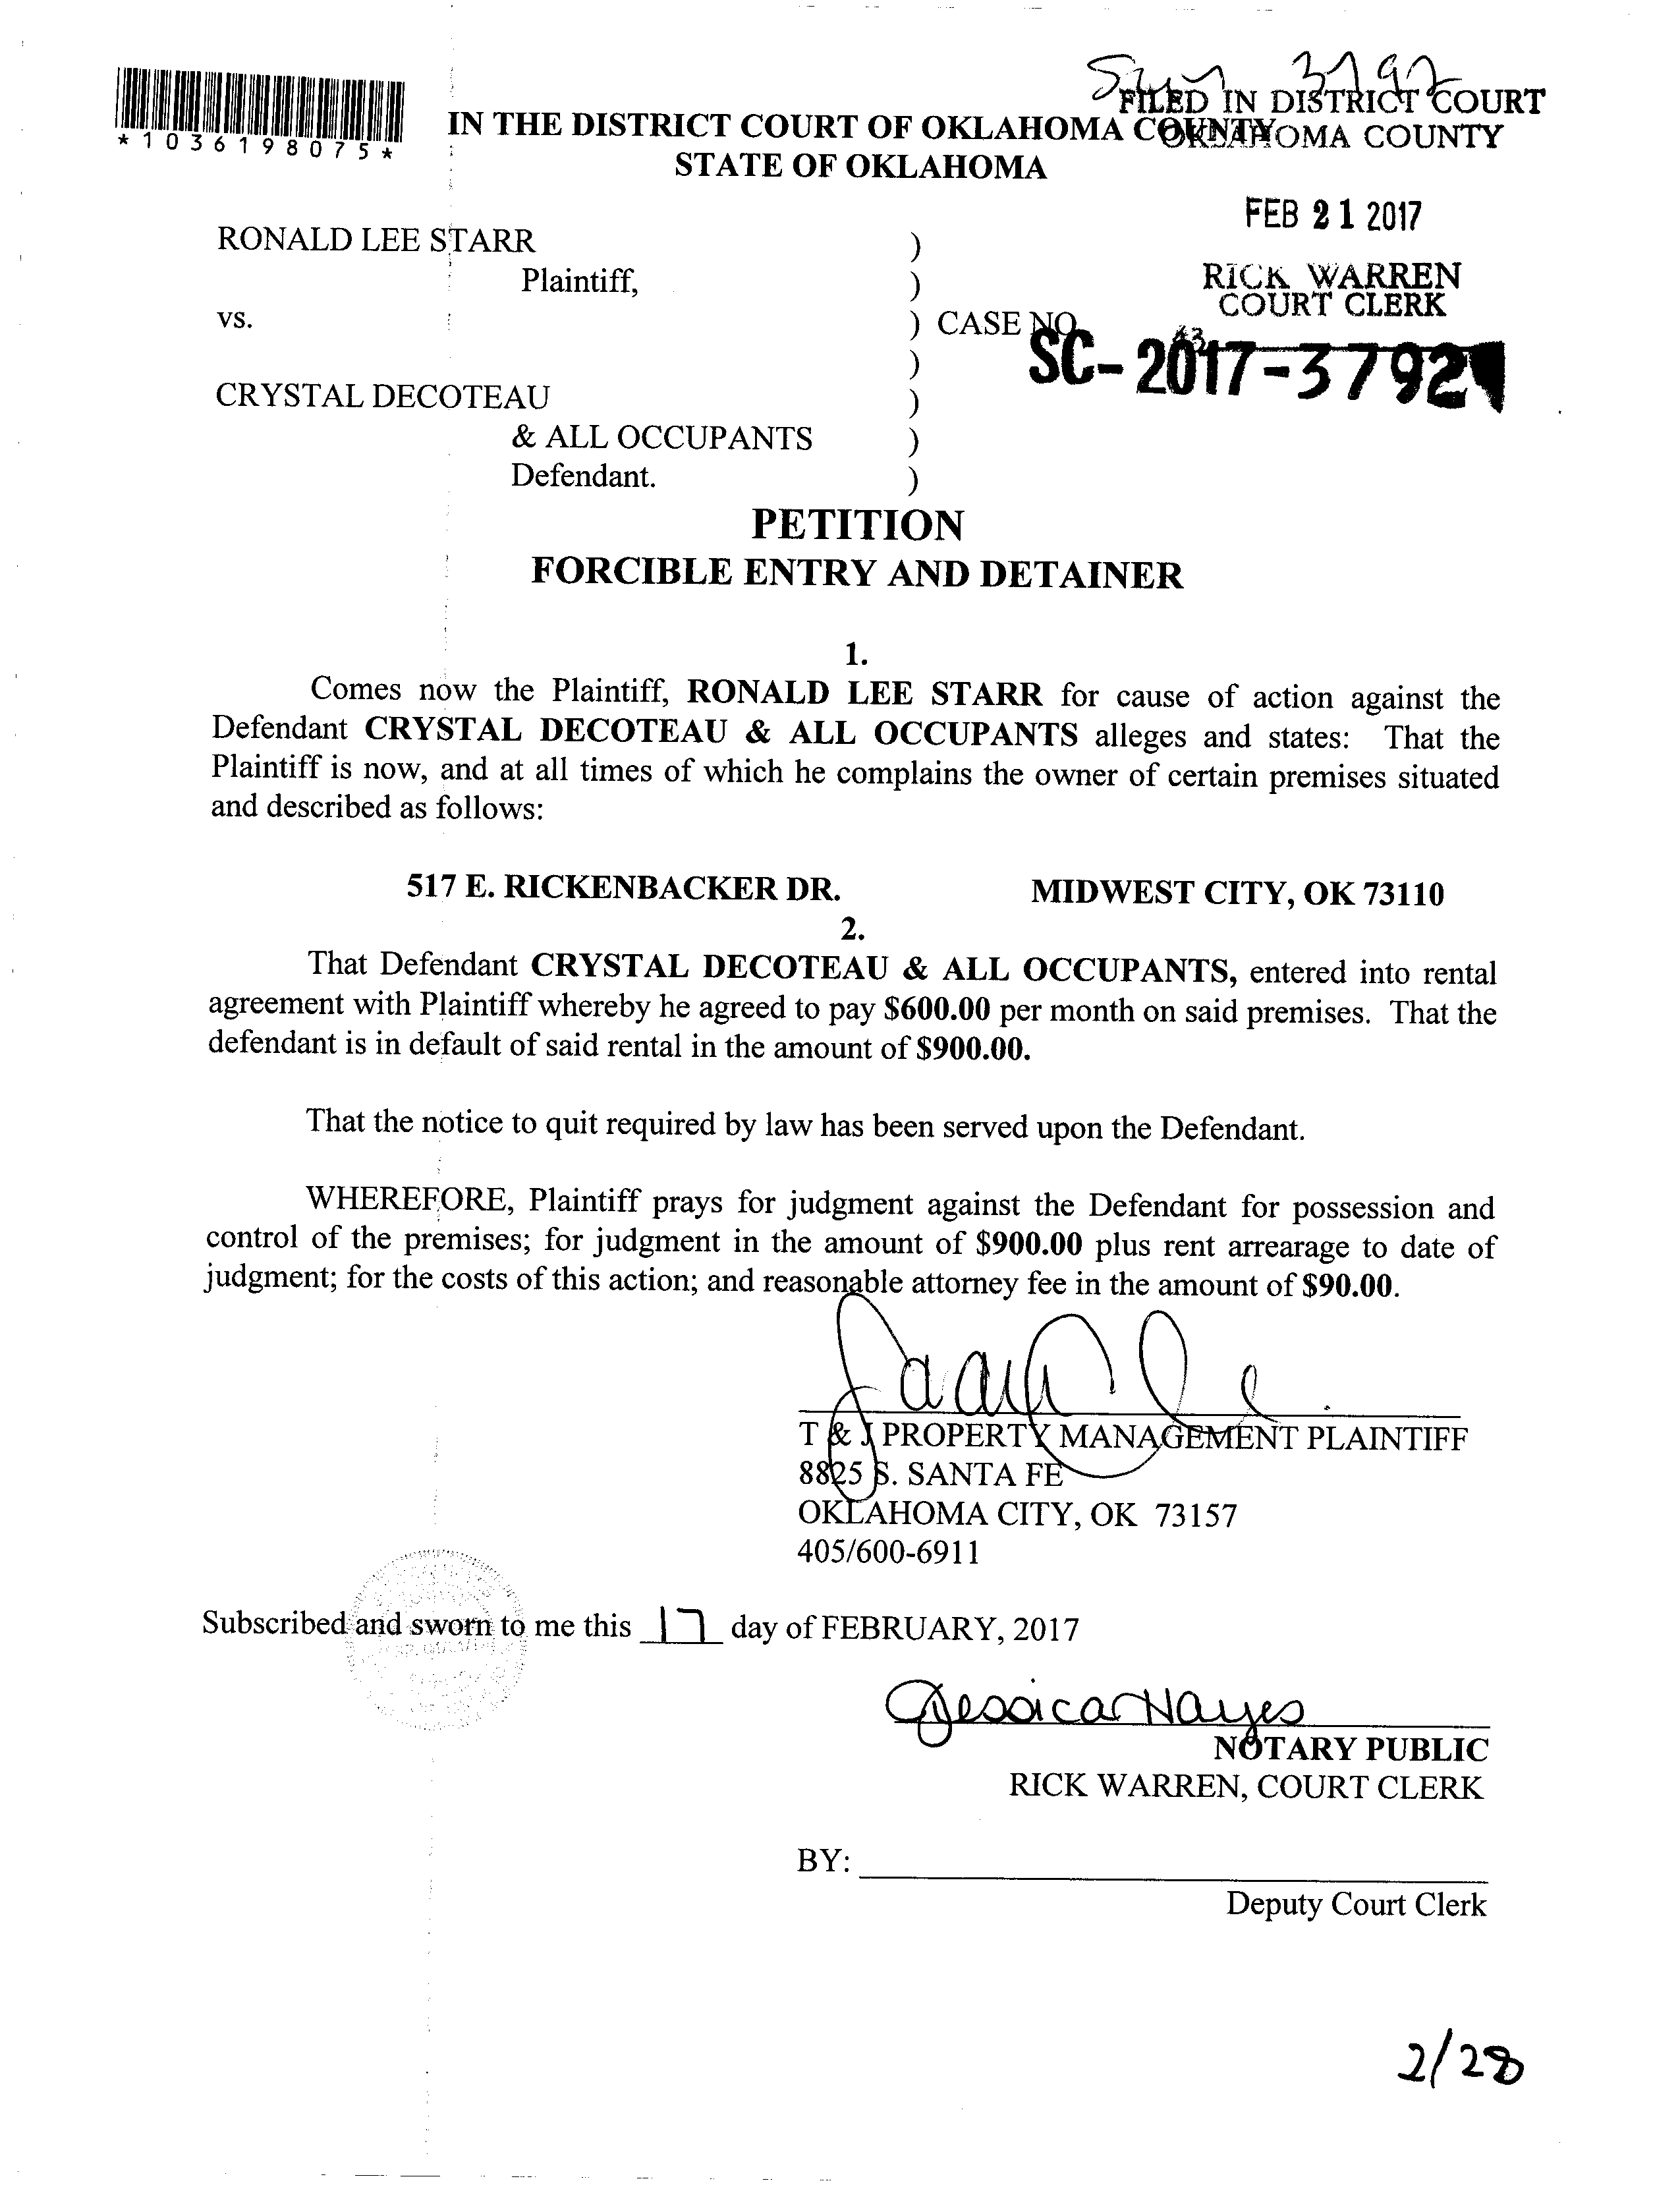 3792
FILED IN DISTRICT COURT
OKLAHOMA COUNTY
*1036198075*
IN THE DISTRICT COURT OF OKLAHOMA COUNTY
STATE OF OKLAHOMA
FEB 21 2017
RICK WARREN
COURT CLERK
43
RONALD LEE STARR )
Plaintiff, )
vs. ) CASE NO.
)
SC-2017-3792
CRYSTAL DECOTEAU )
& ALL OCCUPANTS )
Defendant. )
PETITION
FORCIBLE ENTRY AND DETAINER
1.
Comes now the Plaintiff, RONALD LEE STARR for cause of action against the
Defendant CRYSTAL DECOTEAU & ALL OCCUPANTS alleges and states: That the
Plaintiff is now, and at all times of which he complains the owner of certain premises situated
and described as follows:
517 E. RICKENBACKER DR. MIDWEST CITY, OK 73110
2.
That Defendant CRYSTAL DECOTEAU & ALL OCCUPANTS, entered into rental
agreement with Plaintiff whereby he agreed to pay $600.00 per month on said premises. That the
defendant is in default of said rental in the amount of $900.00.
That the notice to quit required by law has been served upon the Defendant.
WHEREFORE, Plaintiff prays for judgment against the Defendant for possession and
control of the premises; for judgment in the amount of $900.00 plus rent arrearage to date of
judgment; for the costs of this action; and reasonable attorney fee in the amount of $90.00.
T & J PROPERTY MANAGEMENT PLAINTIFF
8825 S. SANTA FE
OKLAHOMA CITY, OK 73157
405/600-6911
Subscribed and sworn to me this 17 day of FEBRUARY, 2017
Jessica Hayes
NOTARY PUBLIC
RICK WARREN, COURT CLERK
BY:
Deputy Court Clerk
2/28